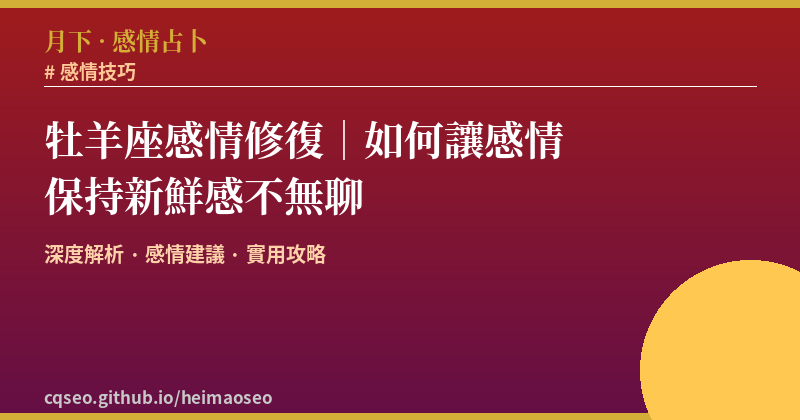 月下 · 感情占卜
# 感情技巧
牡羊座感情修復｜如何讓感情
保持新鮮感不無聊
深度解析 · 感情建議 · 實用攻略
cqseo.github.io/heimaoseo